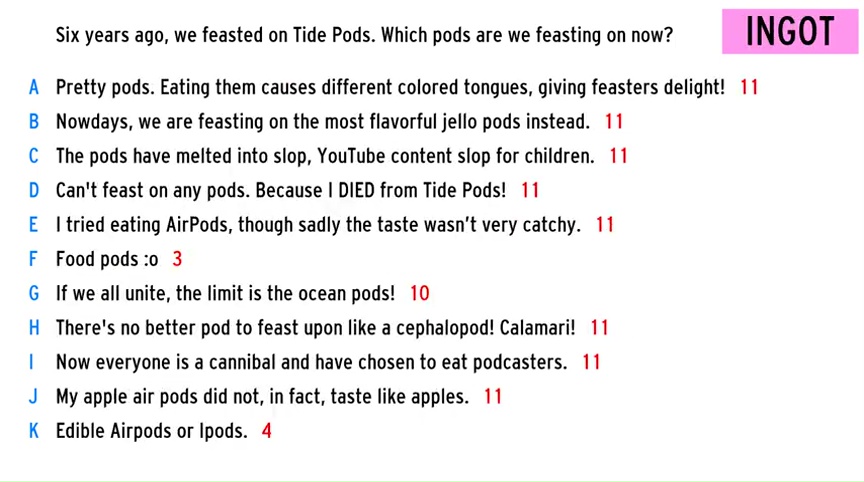 Six years ago, we feasted on Tide Pods. Which pods are we feasting on now?
INGOT
A Pretty pods. Eating them causes different colored tongues, giving feasters delight! 11
B Nowdays, we are feasting on the most flavorful jello pods instead. 11
C The pods have melted into slop, YouTube content slop for children. 11
D Can't feast on any pods. Because I DIED from Tide Pods! 11
E I tried eating AirPods, though sadly the taste wasn’t very catchy. 11
F Food pods :o 3
G If we all unite, the limit is the ocean pods! 10
H There's no better pod to feast upon like a cephalopod! Calamari! 11
I Now everyone is a cannibal and have chosen to eat podcasters. 11
J My apple air pods did not, in fact, taste like apples. 11
K Edible Airpods or Ipods. 4